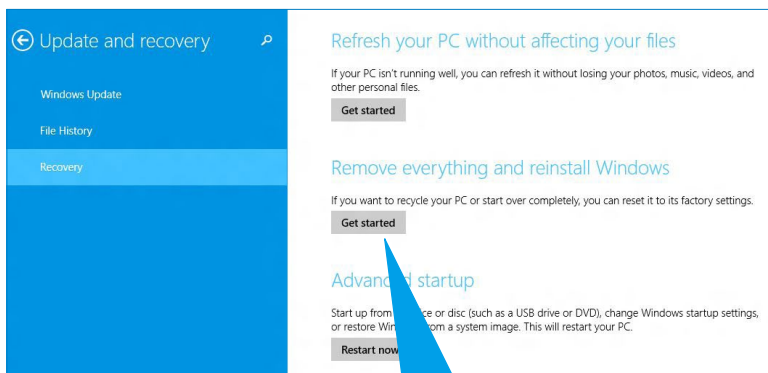 Update and recovery
Windows Update
File History
Recovery
Refresh your PC without affecting your files
If your PC isn't running well, you can refresh it without losing your photos, music, videos, and
other personal files.
Get started
Remove everything and reinstall Windows
If you want to recycle your PC or start over completely, you can reset it to its factory settings.
Get started
Advanced startup
Start up from or disc (such as a USB drive or DVD), change Windows startup settings,
or restore from a system image. This will restart your PC.
Restart now